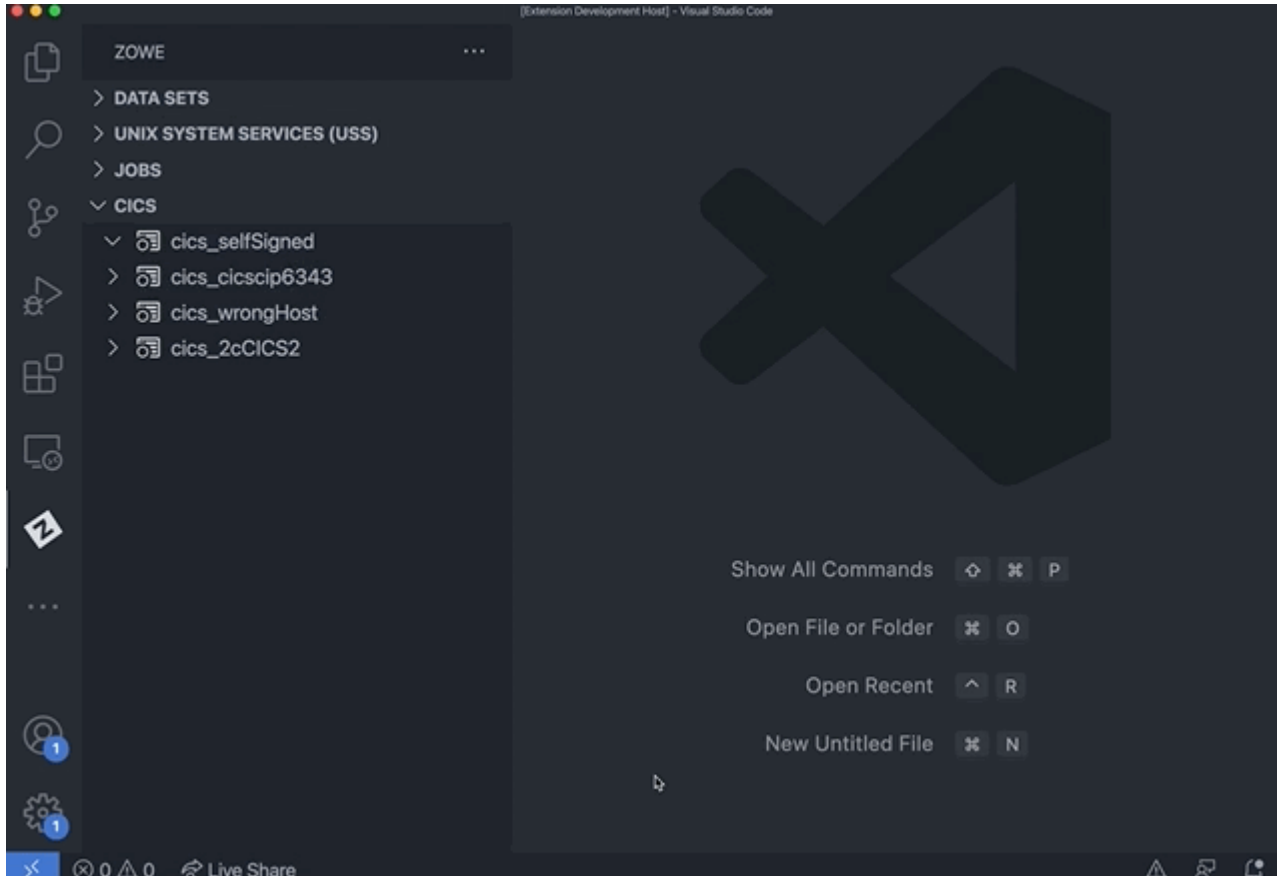 [Extension Development Host] - Visual Studio Code
ZOWE
DATA SETS
UNIX SYSTEM SERVICES (USS)
JOBS
CICS
cics_selfSigned
cics_cicscip6343
cics_wrongHost
cics_2cCICS2
Show All Commands ⇧ ⌘ P
Open File or Folder ⌘ O
Open Recent ^ R
New Untitled File ⌘ N
1
1
0 0 Live Share